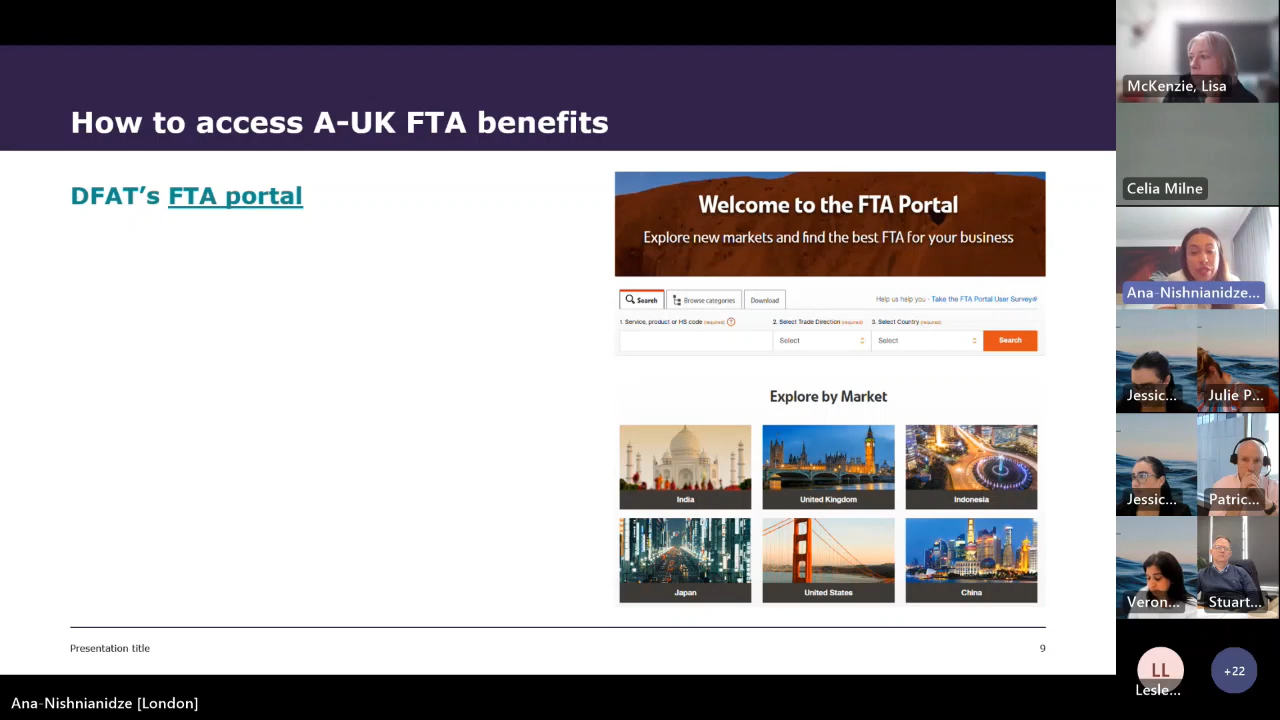 How to access A-UK FTA benefits
DFAT’s FTA portal
Welcome to the FTA Portal
Explore new markets and find the best FTA for your business
Search
Browse categories
Download
Help us help you - Take the FTA Portal User Survey
1. Service, product or HS code (required) ?
2. Select Trade Direction (required)
3. Select Country (required)
Select
Select
Search
Explore by Market
India
United Kingdom
Indonesia
Japan
United States
China
Presentation title
9
Ana-Nishnianidze [London]
McKenzie, Lisa
Celia Milne
Ana-Nishnianidze...
Jessic...
Julie P...
Jessic...
Patric...
Veron...
Stuart...
LL
Lesle...
+22